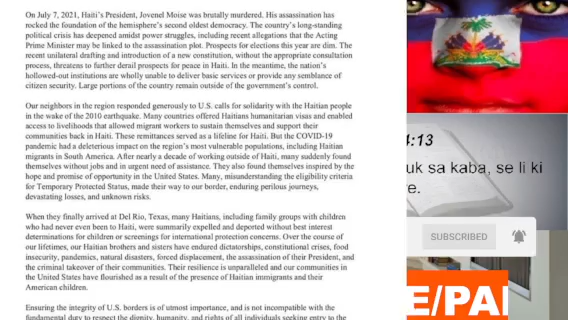 On July 7, 2021, Haiti's President, Jovenel Moise was brutally murdered. His assassination has
rocked the foundation of the hemisphere's second oldest democracy. The country's long-standing
political crisis has deepened amidst power struggles, including recent allegations that the Acting
Prime Minister may be linked to the assassination plot. Prospects for elections this year are dim. The
recent unilateral drafting and introduction of a new constitution, without the appropriate consultation
process, threatens to further derail prospects for peace in Haiti. In the meantime, the nation's
hollowed-out institutions are wholly unable to deliver basic services or provide any semblance of
citizen security. Large portions of the country remain outside of the government's control.
Our neighbors in the region responded generously to U.S. calls for solidarity with the Haitian people
in the wake of the 2010 earthquake. Many countries offered Haitians humanitarian visas and enabled
access to livelihoods that allowed migrant workers to sustain themselves and support their
communities back in Haiti. These remittances served as a lifeline for Haiti. But the COVID-19
pandemic had a deleterious impact on the region's most vulnerable populations, including Haitian
migrants in South America. After nearly a decade of working outside of Haiti, many suddenly found
themselves without jobs and in urgent need of assistance. They also found themselves inspired by the
hope and promise of opportunity in the United States. Many, misunderstanding the eligibility criteria
for Temporary Protected Status, made their way to our border, enduring perilous journeys,
devastating losses, and unknown risks.
When they finally arrived at Del Rio, Texas, many Haitians, including family groups with children
who had never even been to Haiti, were summarily expelled and deported without best interest
determinations for children or screenings for international protection concerns. Over the course of
our lifetimes, our Haitian brothers and sisters have endured dictatorships, constitutional crises, food
insecurity, pandemics, natural disasters, forced displacement, the assassination of their President, and
the criminal takeover of their communities. Their resilience is unparalleled and our communities in
the United States have flourished as a result of the presence of Haitian immigrants and their
American children.
Ensuring the integrity of U.S. borders is of utmost importance, and is not incompatible with the
fundamental duty to respect the dignity, humanity, and rights of all individuals seeking entry to the
4:13
uk sa kaba, se li ki
re.
SUBSCRIBED
E/PA